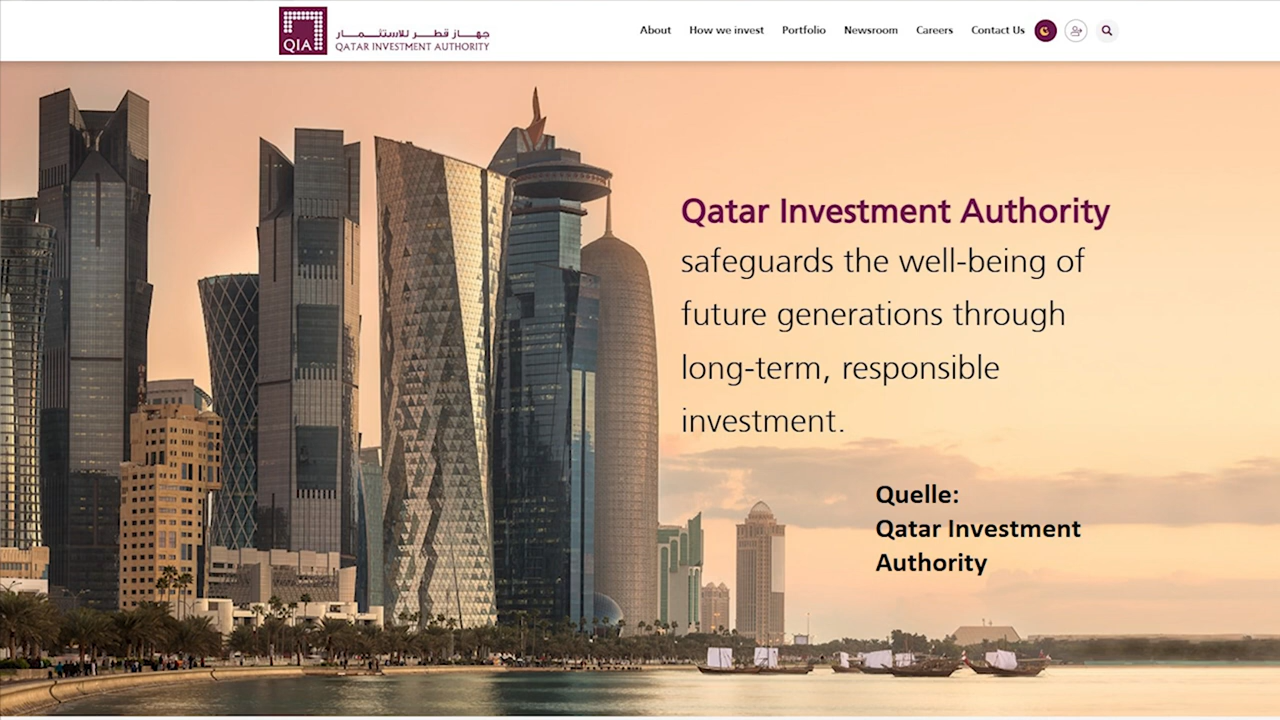 QIA
جهاز قطر للاستثمار
QATAR INVESTMENT AUTHORITY
About How we invest Portfolio Newsroom Careers Contact Us
Qatar Investment Authority
safeguards the well-being of
future generations through
long-term, responsible
investment.
Quelle:
Qatar Investment
Authority